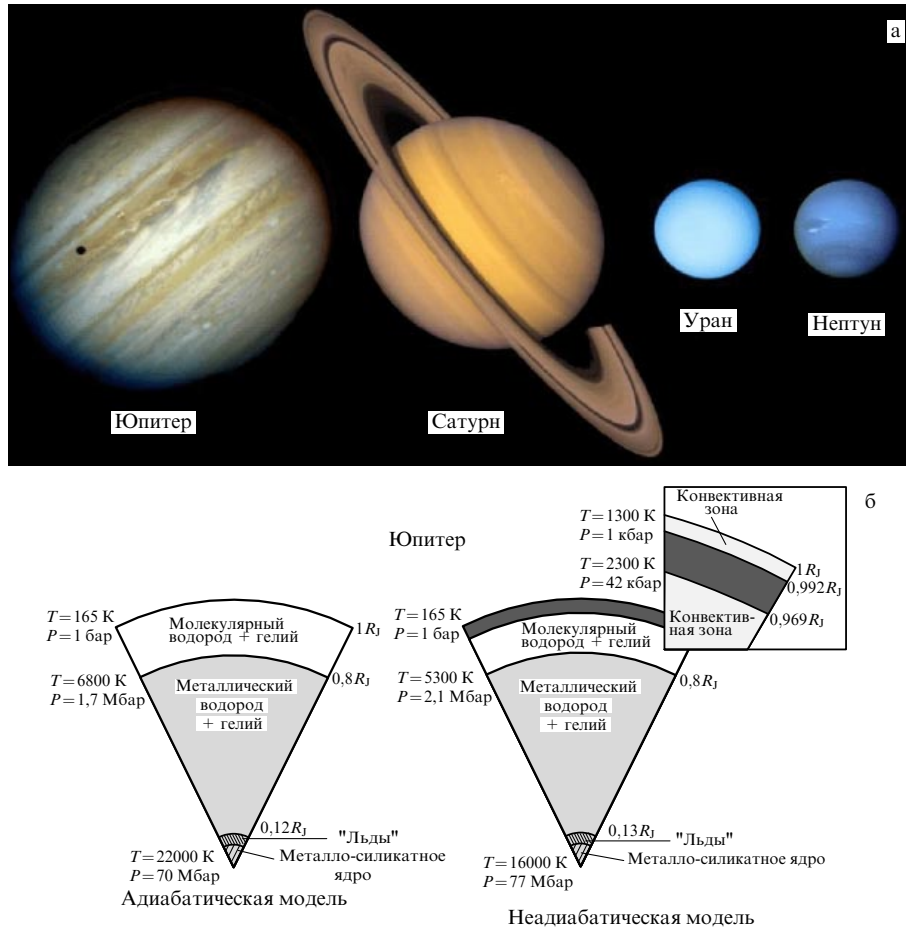 а
Уран
Нептун
Юпитер
Сатурн
б
Конвективная
зона
T = 1300 К
P = 1 кбар
T = 2300 К
P = 42 кбар
1R_J
0,992R_J
0,969R_J
Конвектив-
ная зона
Юпитер
T = 165 К
P = 1 бар
Молекулярный
водород + гелий
1R_J
T = 6800 К
P = 1,7 Мбар
0,8R_J
Металлический
водород
+ гелий
0,12R_J
"Льды"
Металло-силикатное
ядро
T = 22000 К
P = 70 Мбар
Адиабатическая модель
T = 165 К
P = 1 бар
Молекулярный
водород + гелий
T = 5300 К
P = 2,1 Мбар
0,8R_J
Металлический
водород
+ гелий
0,13R_J
"Льды"
Металло-силикатное ядро
T = 16000 К
P = 77 Мбар
Неадиабатическая модель